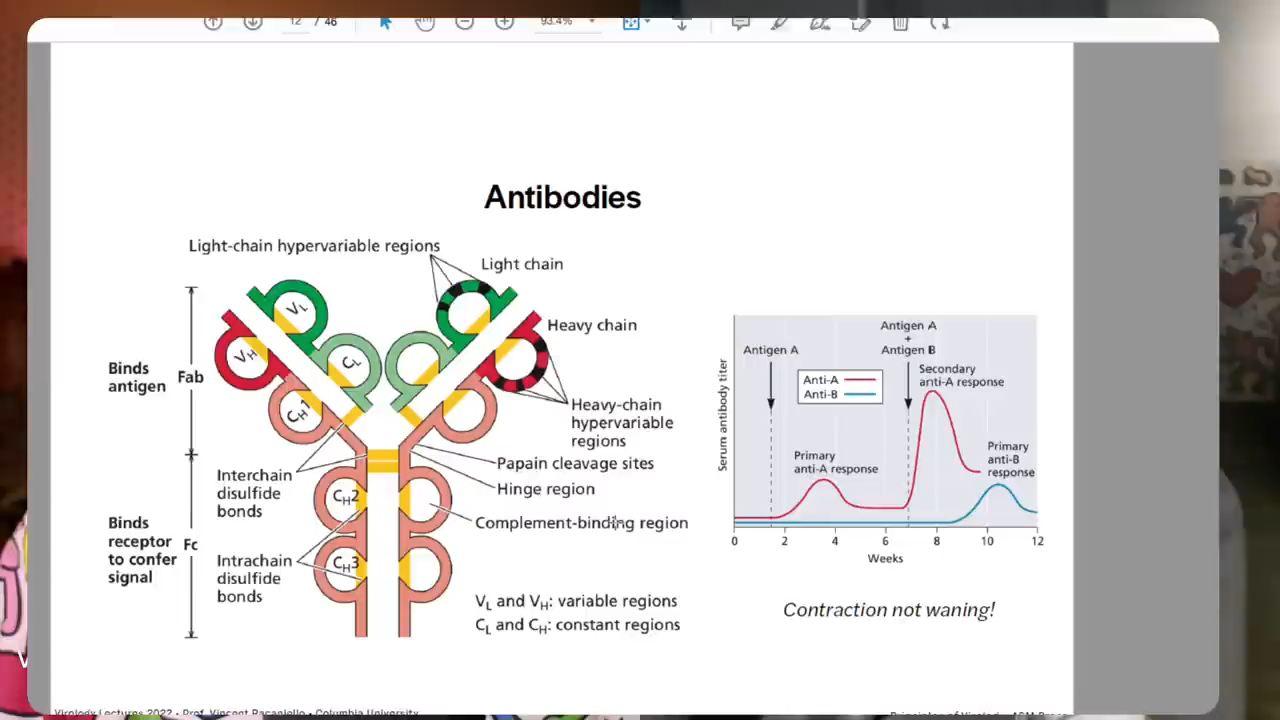 12 / 46
93.4%
Antibodies
Light-chain hypervariable regions
Light chain
Heavy chain
VL
VH
CL
CH1
Binds
antigen
Fab
Heavy-chain
hypervariable
regions
Papain cleavage sites
Hinge region
Interchain
disulfide
bonds
CH2
Complement-binding region
Binds
receptor
to confer
signal
Fc
Intrachain
disulfide
bonds
CH3
VL and VH: variable regions
CL and CH: constant regions
Antigen A
Antigen A
+
Antigen B
Secondary
anti-A response
Anti-A
Anti-B
Primary
anti-A response
Primary
anti-B
response
Serum antibody titer
0 2 4 6 8 10 12
Weeks
Contraction not waning!
Virology Lectures 2022 • Prof. Vincent Racaniello • Columbia University